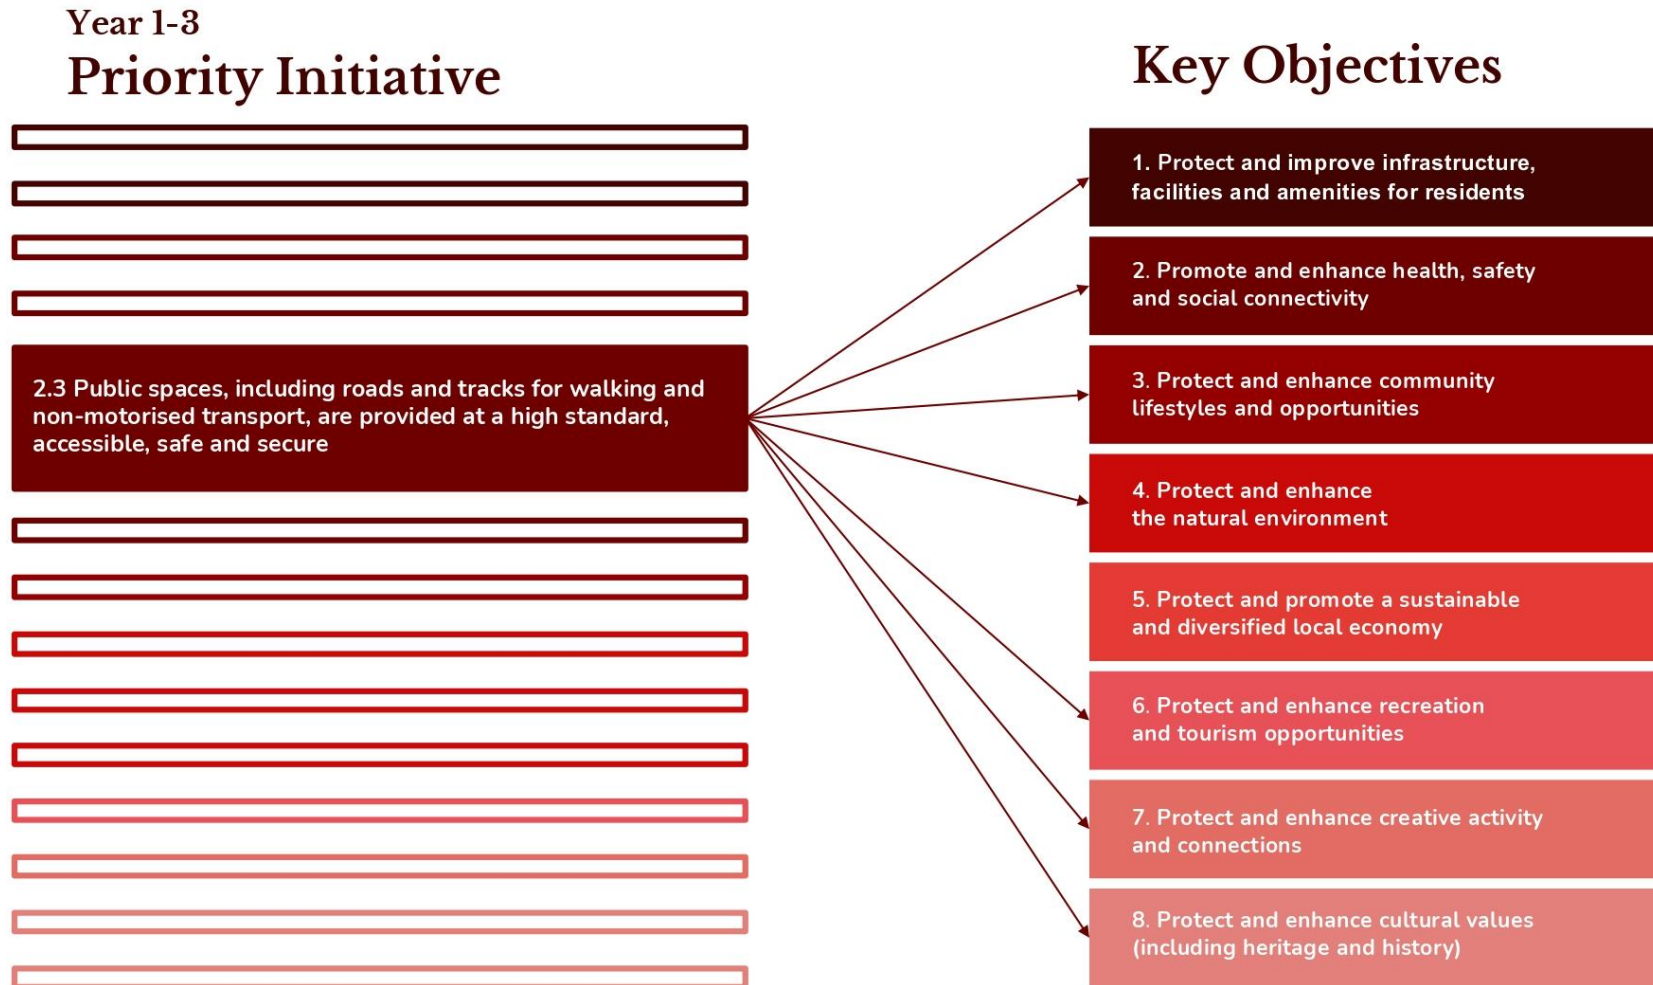 Year 1-3
Priority Initiative
2.3 Public spaces, including roads and tracks for walking and
non-motorised transport, are provided at a high standard,
accessible, safe and secure
Key Objectives
1. Protect and improve infrastructure,
facilities and amenities for residents
2. Promote and enhance health, safety
and social connectivity
3. Protect and enhance community
lifestyles and opportunities
4. Protect and enhance
the natural environment
5. Protect and promote a sustainable
and diversified local economy
6. Protect and enhance recreation
and tourism opportunities
7. Protect and enhance creative activity
and connections
8. Protect and enhance cultural values
(including heritage and history)